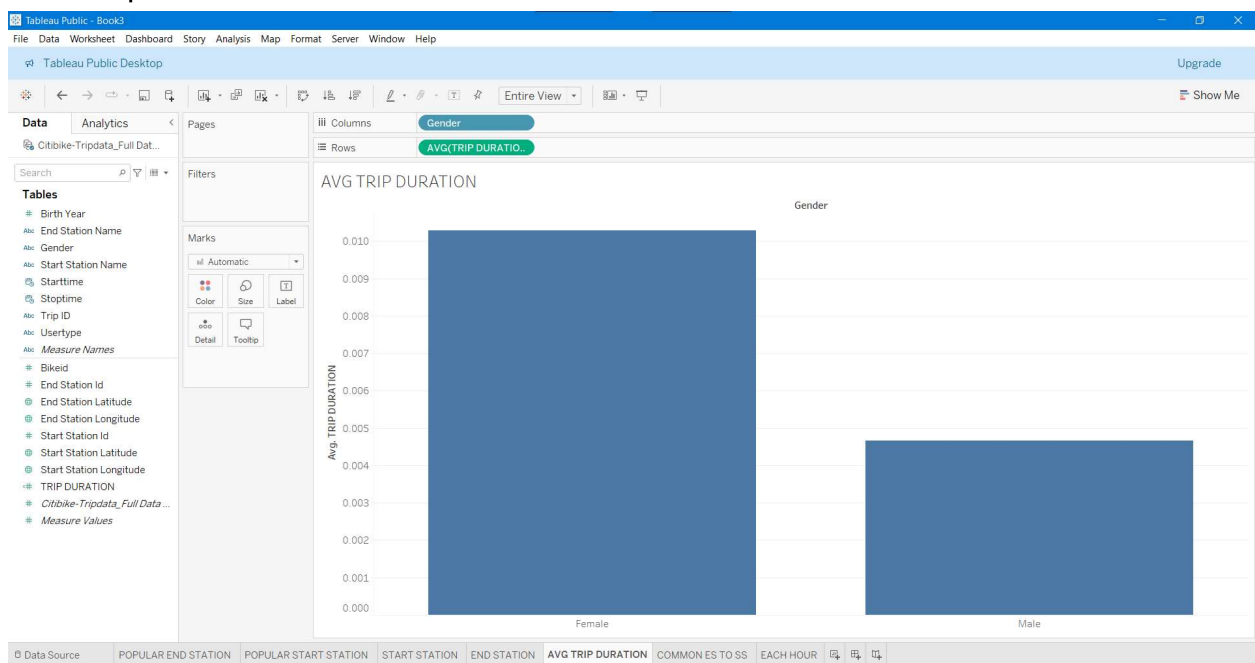 Tableau Public - Book3
File Data Worksheet Dashboard Story Analysis Map Format Server Window Help
Tableau Public Desktop Upgrade
Entire View Show Me
Data Analytics Pages Columns Gender
Citibike-Tripdata_Full Dat... Rows AVG(TRIP DURATIO..
Search Filters
AVG TRIP DURATION
Tables
Gender
# Birth Year
Abc End Station Name
Abc Gender
Abc Start Station Name
Starttime
Stoptime
Abc Trip ID
Abc Usertype
Abc Measure Names
# Bikeid
# End Station Id
End Station Latitude
End Station Longitude
# Start Station Id
Start Station Latitude
Start Station Longitude
=# TRIP DURATION
# Citibike-Tripdata_Full Data ...
# Measure Values
Marks
Automatic
Color Size Label
Detail Tooltip
0.010
0.009
0.008
0.007
0.006
0.005
0.004
0.003
0.002
0.001
0.000
Avg. TRIP DURATION
Female Male
Data Source POPULAR END STATION POPULAR START STATION START STATION END STATION AVG TRIP DURATION COMMON ES TO SS EACH HOUR